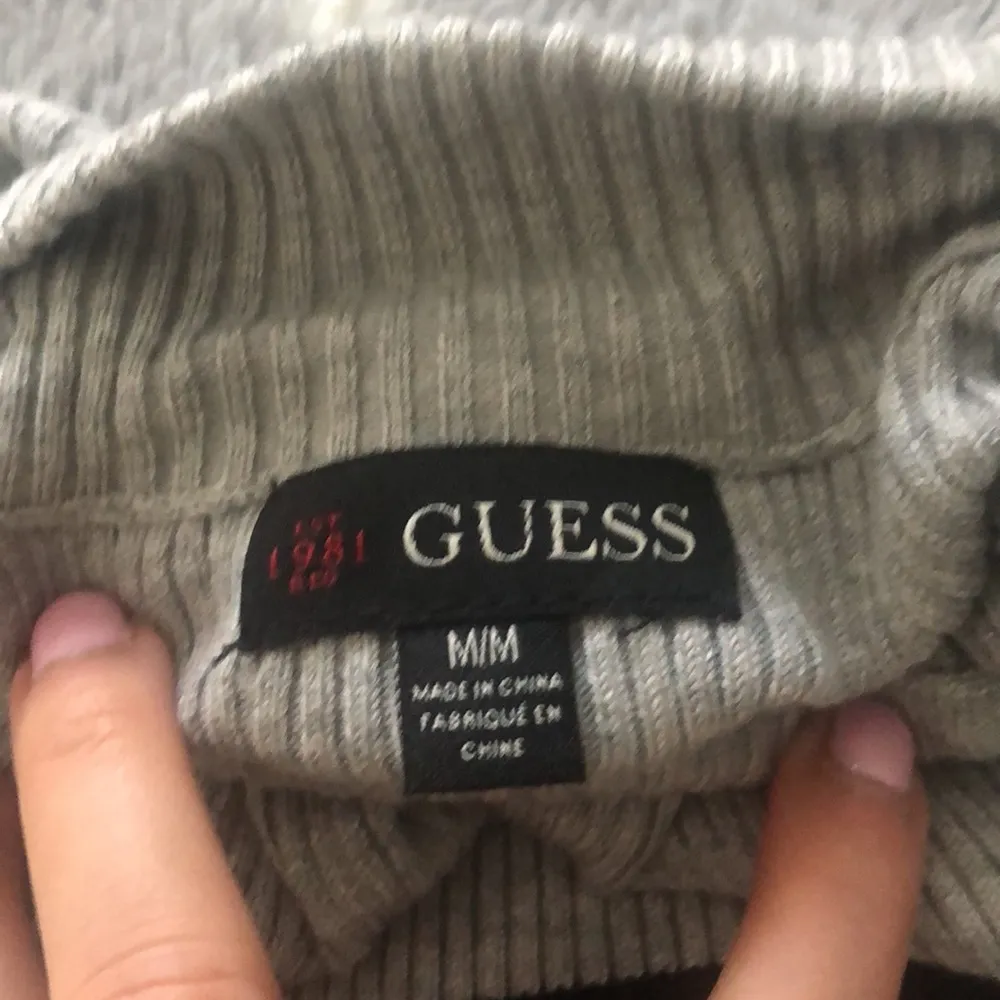 EST
1981
GUESS
M/M
MADE IN CHINA
FABRIQUÉ EN
CHINE